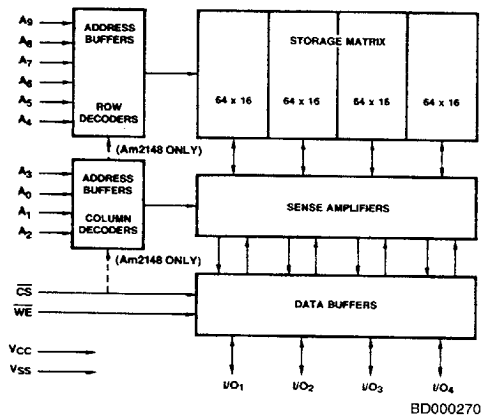 A9
A8
A7
A6
A5
A4
ADDRESS
BUFFERS
ROW
DECODERS
STORAGE MATRIX
64 x 16
64 x 16
64 x 16
64 x 16
(Am2148 ONLY)
A3
A0
A1
A2
ADDRESS
BUFFERS
COLUMN
DECODERS
SENSE AMPLIFIERS
(Am2148 ONLY)
CS
WE
DATA BUFFERS
VCC
VSS
I/O1
I/O2
I/O3
I/O4
BD000270